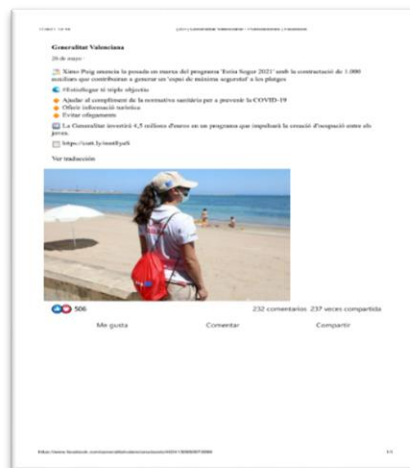 Generalitat Valenciana
28 de mayo ·
Ximo Puig anuncia la posada en marxa del programa 'Estiu Segur 2021' amb la contractació de 1.000
auxiliars que contribuiran a generar un 'espai de màxima seguretat' a les platges
#EstiuSegur té triple objectiu
Ajudar al compliment de la normativa sanitària per a prevenir la COVID-19
Oferir informació turística
Evitar ofegaments
La Generalitat invertirà 4,5 milions d'euros en un programa que impulsarà la creació d'ocupació entre els
joves.
Ver traducción
506
232 comentarios 237 veces compartida
Me gusta
Comentar
Compartir
1/1